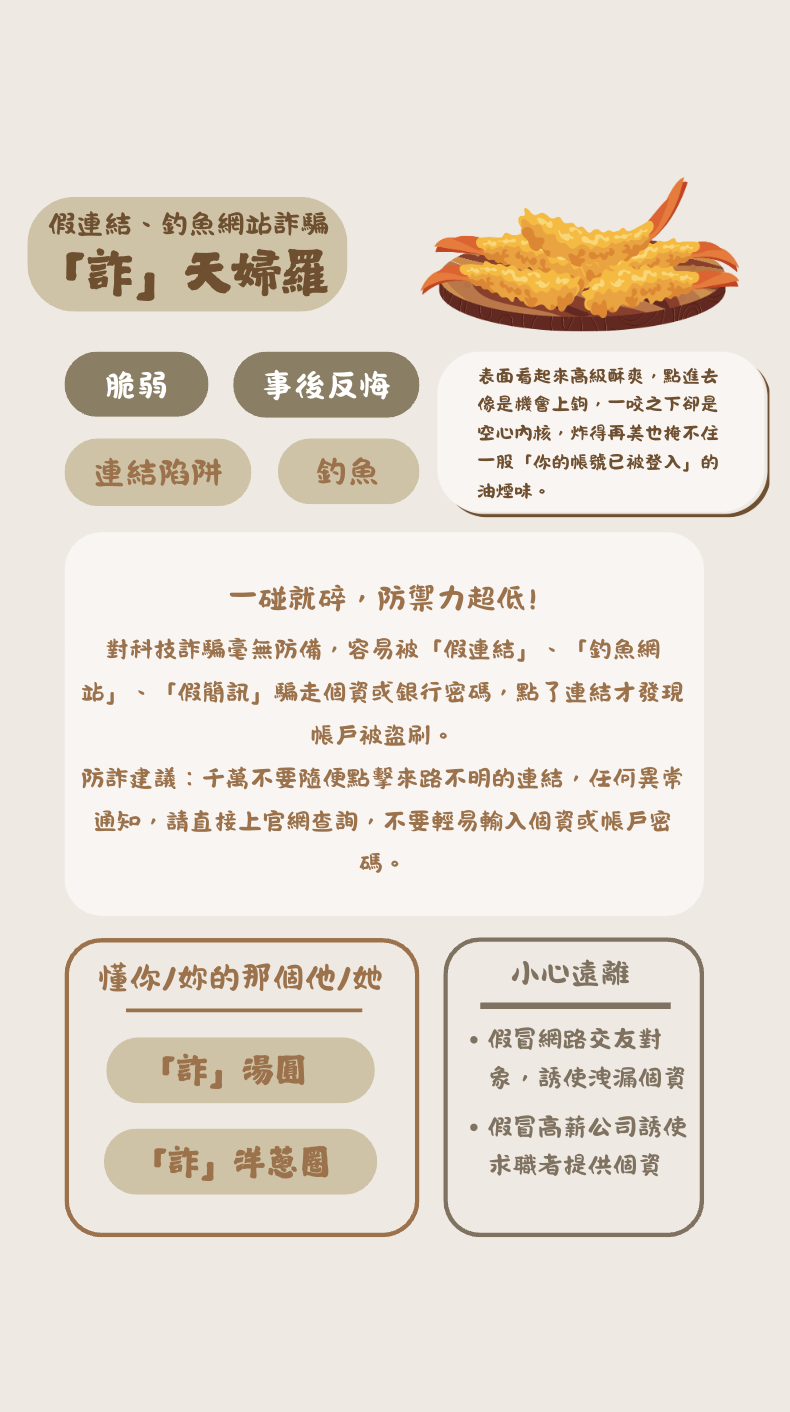 假連結、釣魚網站詐騙
「詐」天婦羅
脆弱
事後反悔
連結陷阱
釣魚
表面看起來高級酥爽，點進去
像是機會上鉤，一咬之下卻是
空心內核，炸得再美也掩不住
一股「你的帳號已被登入」的
油煙味。
一碰就碎，防禦力超低!
對科技詐騙毫無防備，容易被「假連結」、「釣魚網
站」、「假簡訊」騙走個資或銀行密碼，點了連結才發現
帳戶被盜刷。
防詐建議：千萬不要隨便點擊來路不明的連結，任何異常
通知，請直接上官網查詢，不要輕易輸入個資或帳戶密
碼。
懂你/妳的那個他/她
「詐」湯圓
「詐」洋蔥圈
小心遠離
• 假冒網路交友對
象，誘使洩漏個資
• 假冒高薪公司誘使
求職者提供個資